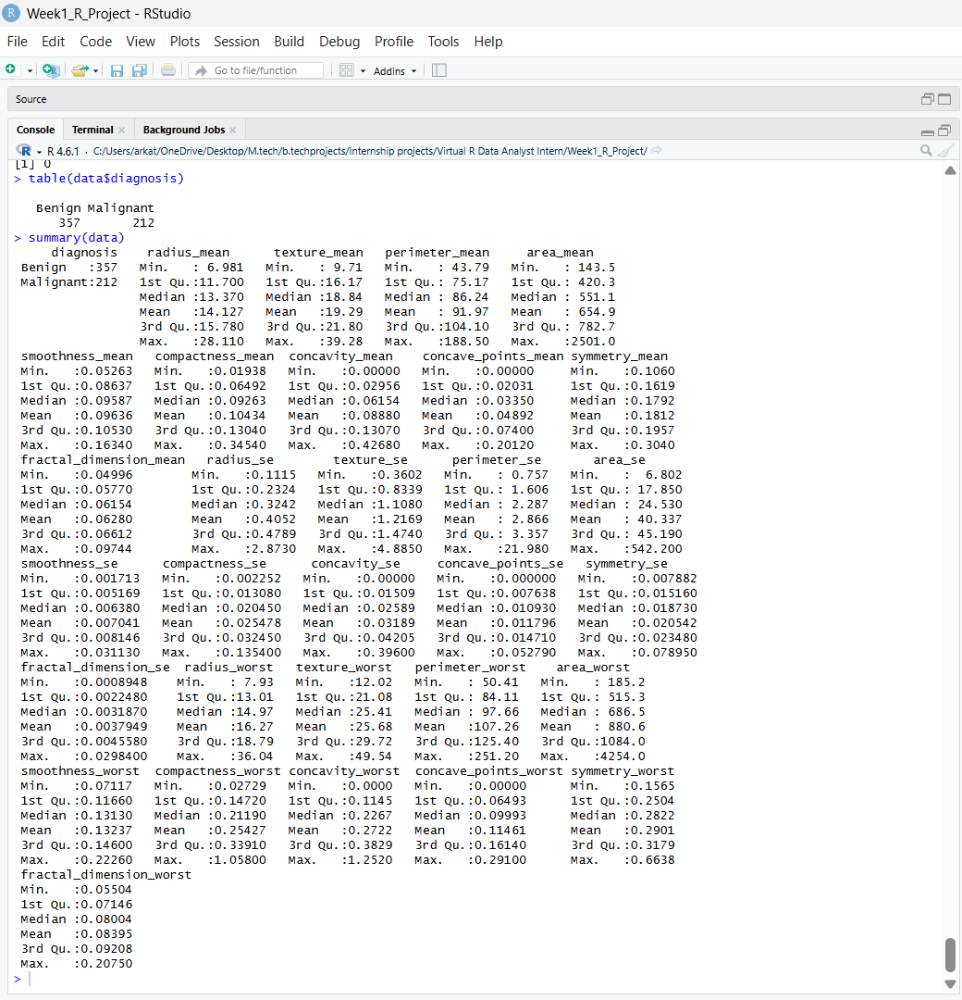 Week1_R_Project - RStudio
File Edit Code View Plots Session Build Debug Profile Tools Help
Go to file/function Addins
Source
Console Terminal Background Jobs
R 4.6.1 · C:/Users/arkat/OneDrive/Desktop/M.tech/b.techprojects/Internship projects/Virtual R Data Analyst Intern/Week1_R_Project/
[1] 0
> table(data$diagnosis)
Benign Malignant
357 212
> summary(data)
diagnosis radius_mean texture_mean perimeter_mean area_mean
Benign :357 Min. : 6.981 Min. : 9.71 Min. : 43.79 Min. : 143.5
Malignant:212 1st Qu.:11.700 1st Qu.:16.17 1st Qu.: 75.17 1st Qu.: 420.3
Median :13.370 Median :18.84 Median : 86.24 Median : 551.1
Mean :14.127 Mean :19.29 Mean : 91.97 Mean : 654.9
3rd Qu.:15.780 3rd Qu.:21.80 3rd Qu.:104.10 3rd Qu.: 782.7
Max. :28.110 Max. :39.28 Max. :188.50 Max. :2501.0
smoothness_mean compactness_mean concavity_mean concave_points_mean symmetry_mean
Min. :0.05263 Min. :0.01938 Min. :0.00000 Min. :0.00000 Min. :0.1060
1st Qu.:0.08637 1st Qu.:0.06492 1st Qu.:0.02956 1st Qu.:0.02031 1st Qu.:0.1619
Median :0.09587 Median :0.09263 Median :0.06154 Median :0.03350 Median :0.1792
Mean :0.09636 Mean :0.10434 Mean :0.08880 Mean :0.04892 Mean :0.1812
3rd Qu.:0.10530 3rd Qu.:0.13040 3rd Qu.:0.13070 3rd Qu.:0.07400 3rd Qu.:0.1957
Max. :0.16340 Max. :0.34540 Max. :0.42680 Max. :0.20120 Max. :0.3040
fractal_dimension_mean radius_se texture_se perimeter_se area_se
Min. :0.04996 Min. :0.1115 Min. :0.3602 Min. : 0.757 Min. : 6.802
1st Qu.:0.05770 1st Qu.:0.2324 1st Qu.:0.8339 1st Qu.: 1.606 1st Qu.: 17.850
Median :0.06154 Median :0.3242 Median :1.1080 Median : 2.287 Median : 24.530
Mean :0.06280 Mean :0.4052 Mean :1.2169 Mean : 2.866 Mean : 40.337
3rd Qu.:0.06612 3rd Qu.:0.4789 3rd Qu.:1.4740 3rd Qu.: 3.357 3rd Qu.: 45.190
Max. :0.09744 Max. :2.8730 Max. :4.8850 Max. :21.980 Max. :542.200
smoothness_se compactness_se concavity_se concave_points_se symmetry_se
Min. :0.001713 Min. :0.002252 Min. :0.00000 Min. :0.000000 Min. :0.007882
1st Qu.:0.005169 1st Qu.:0.013080 1st Qu.:0.01509 1st Qu.:0.007638 1st Qu.:0.015160
Median :0.006380 Median :0.020450 Median :0.02589 Median :0.010930 Median :0.018730
Mean :0.007041 Mean :0.025478 Mean :0.03189 Mean :0.011796 Mean :0.020542
3rd Qu.:0.008146 3rd Qu.:0.032450 3rd Qu.:0.04205 3rd Qu.:0.014710 3rd Qu.:0.023480
Max. :0.031130 Max. :0.135400 Max. :0.39600 Max. :0.052790 Max. :0.078950
fractal_dimension_se radius_worst texture_worst perimeter_worst area_worst
Min. :0.0008948 Min. : 7.93 Min. :12.02 Min. : 50.41 Min. : 185.2
1st Qu.:0.0022480 1st Qu.:13.01 1st Qu.:21.08 1st Qu.: 84.11 1st Qu.: 515.3
Median :0.0031870 Median :14.97 Median :25.41 Median : 97.66 Median : 686.5
Mean :0.0037949 Mean :16.27 Mean :25.68 Mean :107.26 Mean : 880.6
3rd Qu.:0.0045580 3rd Qu.:18.79 3rd Qu.:29.72 3rd Qu.:125.40 3rd Qu.:1084.0
Max. :0.0298400 Max. :36.04 Max. :49.54 Max. :251.20 Max. :4254.0
smoothness_worst compactness_worst concavity_worst concave_points_worst symmetry_worst
Min. :0.07117 Min. :0.02729 Min. :0.0000 Min. :0.00000 Min. :0.1565
1st Qu.:0.11660 1st Qu.:0.14720 1st Qu.:0.1145 1st Qu.:0.06493 1st Qu.:0.2504
Median :0.13130 Median :0.21190 Median :0.2267 Median :0.09993 Median :0.2822
Mean :0.13237 Mean :0.25427 Mean :0.2722 Mean :0.11461 Mean :0.2901
3rd Qu.:0.14600 3rd Qu.:0.33910 3rd Qu.:0.3829 3rd Qu.:0.16140 3rd Qu.:0.3179
Max. :0.22260 Max. :1.05800 Max. :1.2520 Max. :0.29100 Max. :0.6638
fractal_dimension_worst
Min. :0.05504
1st Qu.:0.07146
Median :0.08004
Mean :0.08395
3rd Qu.:0.09208
Max. :0.20750
>